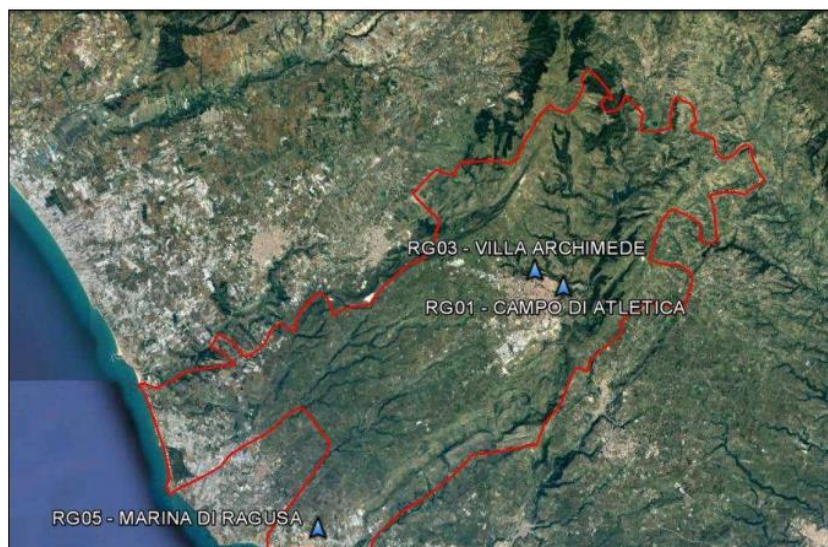 RG03 - VILLA ARCHIMEDE
RG01 - CAMPO DI ATLETICA
RG05 - MARINA DI RAGUSA